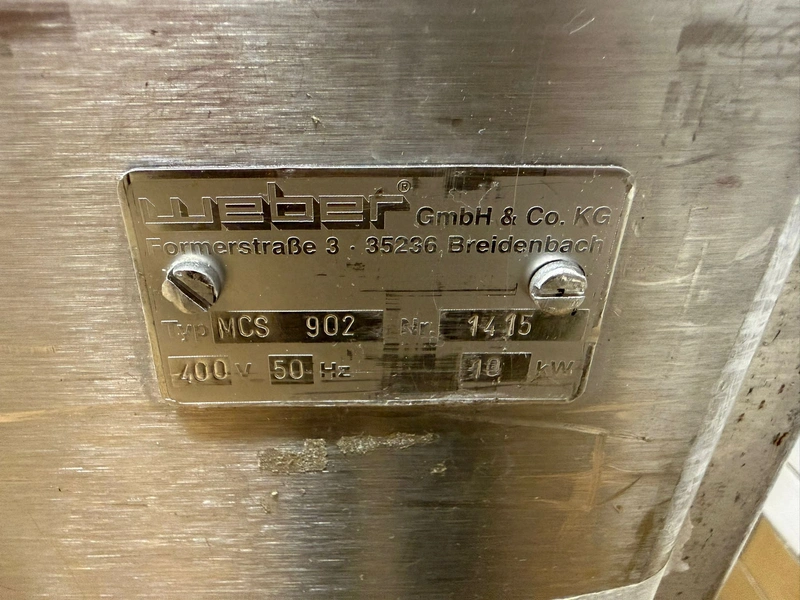 weber® GmbH & Co. KG
Formerstraße 3 · 35236 Breidenbach
Typ MCS 902 Nr. 1415
400 V 50 Hz 10 kW